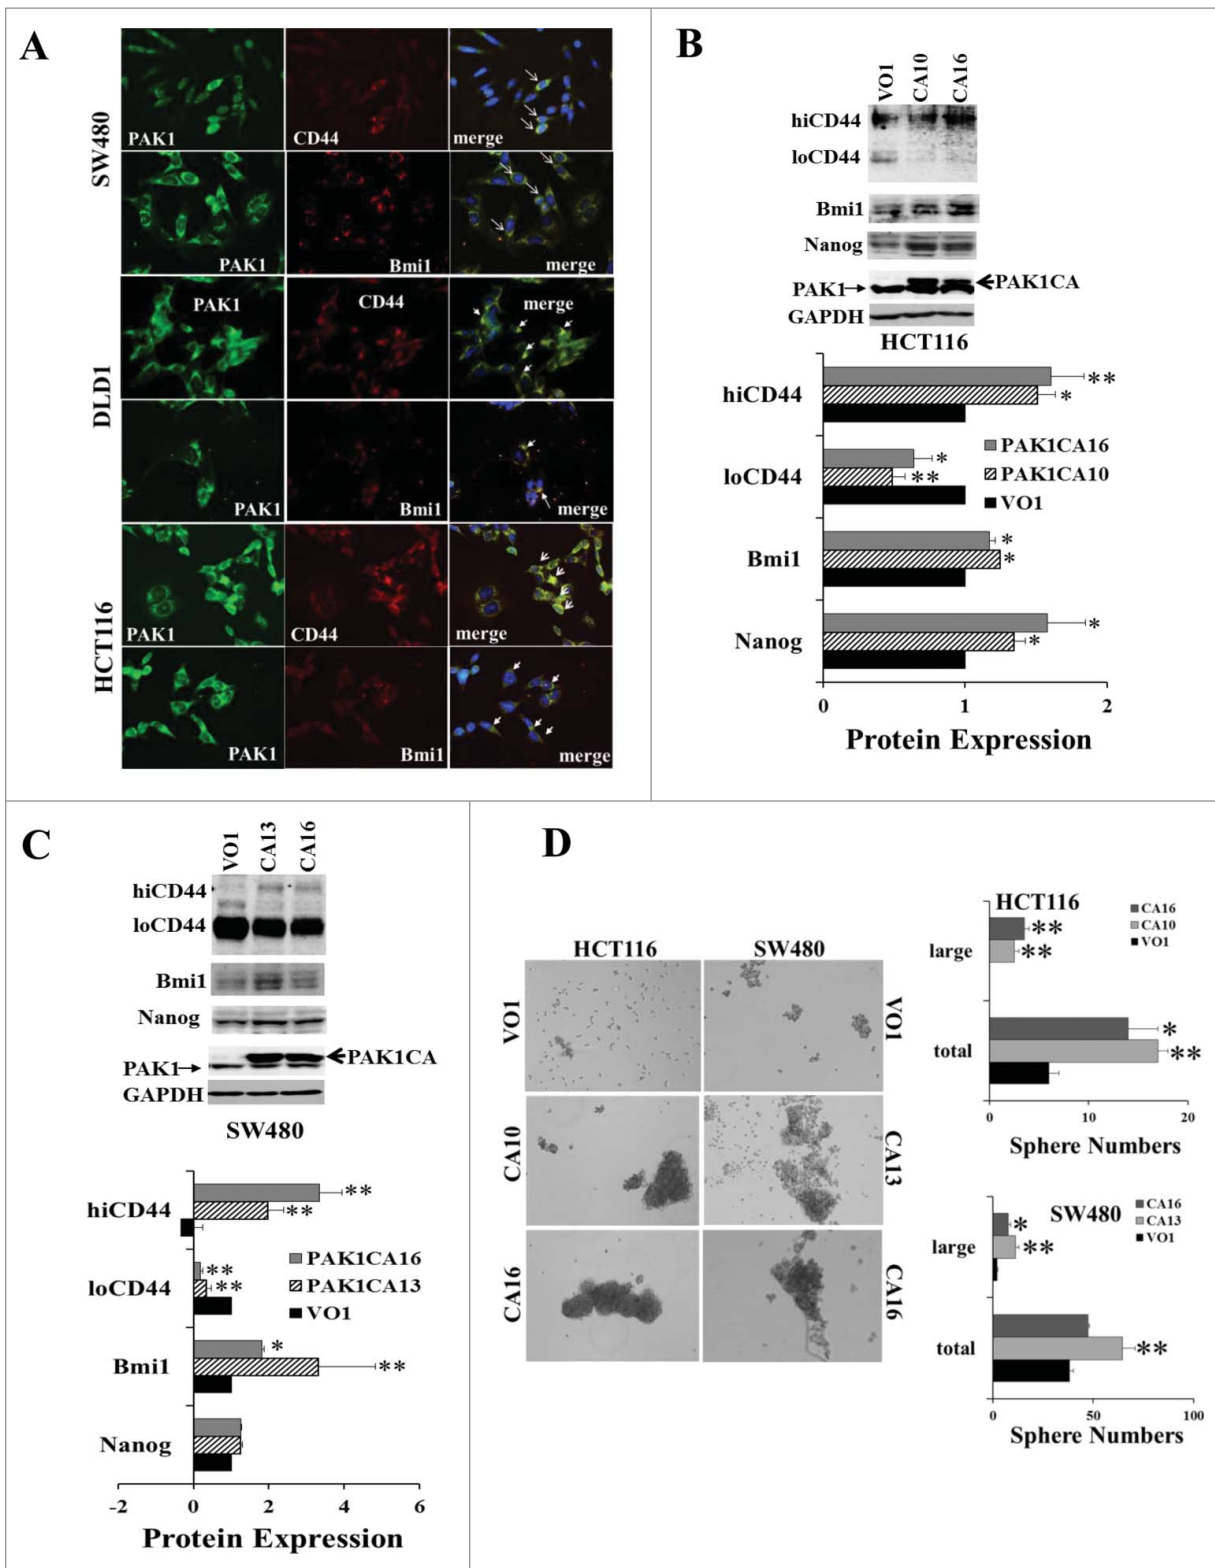 A
SW480
PAK1 CD44 merge
PAK1 Bmi1 merge
DLD1
PAK1 CD44 merge
PAK1 Bmi1 merge
HCT116
PAK1 CD44 merge
PAK1 Bmi1 merge
B
VO1 CA10 CA16
hiCD44
loCD44
Bmi1
Nanog
PAK1 PAK1CA
GAPDH
HCT116
hiCD44 ** *
loCD44 * **
Bmi1 * *
Nanog * *
PAK1CA16
PAK1CA10
VO1
0 1 2
Protein Expression
C
VO1 CA13 CA16
hiCD44
loCD44
Bmi1
Nanog
PAK1 PAK1CA
GAPDH
SW480
hiCD44 ** **
loCD44 ** **
Bmi1 * **
Nanog
PAK1CA16
PAK1CA13
VO1
-2 0 2 4 6
Protein Expression
D
HCT116 SW480
VO1 VO1
CA10 CA13
CA16 CA16
HCT116
CA16
CA10
VO1
large ** **
total * **
0 10 20
Sphere Numbers
SW480
CA16
CA13
VO1
large * **
total **
0 50 100
Sphere Numbers